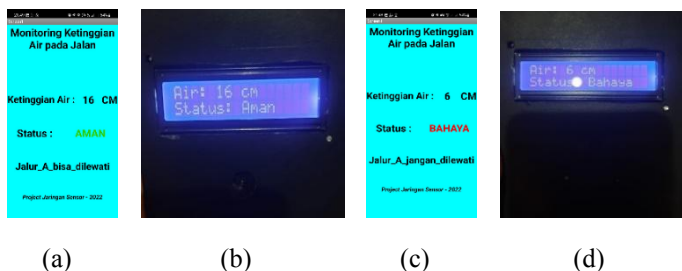 Monitoring Ketinggian
Air pada Jalan
Ketinggian Air : 16 CM
Status : AMAN
Jalur_A_bisa_dilewati
Project Jaringan Sensor - 2022
(a)
Air: 16 cm
Status: Aman
(b)
Monitoring Ketinggian
Air pada Jalan
Ketinggian Air : 6 CM
Status : BAHAYA
Jalur_A_jangan_dilewati
Project Jaringan Sensor - 2022
(c)
Air: 6 cm
Status: Bahaya
(d)